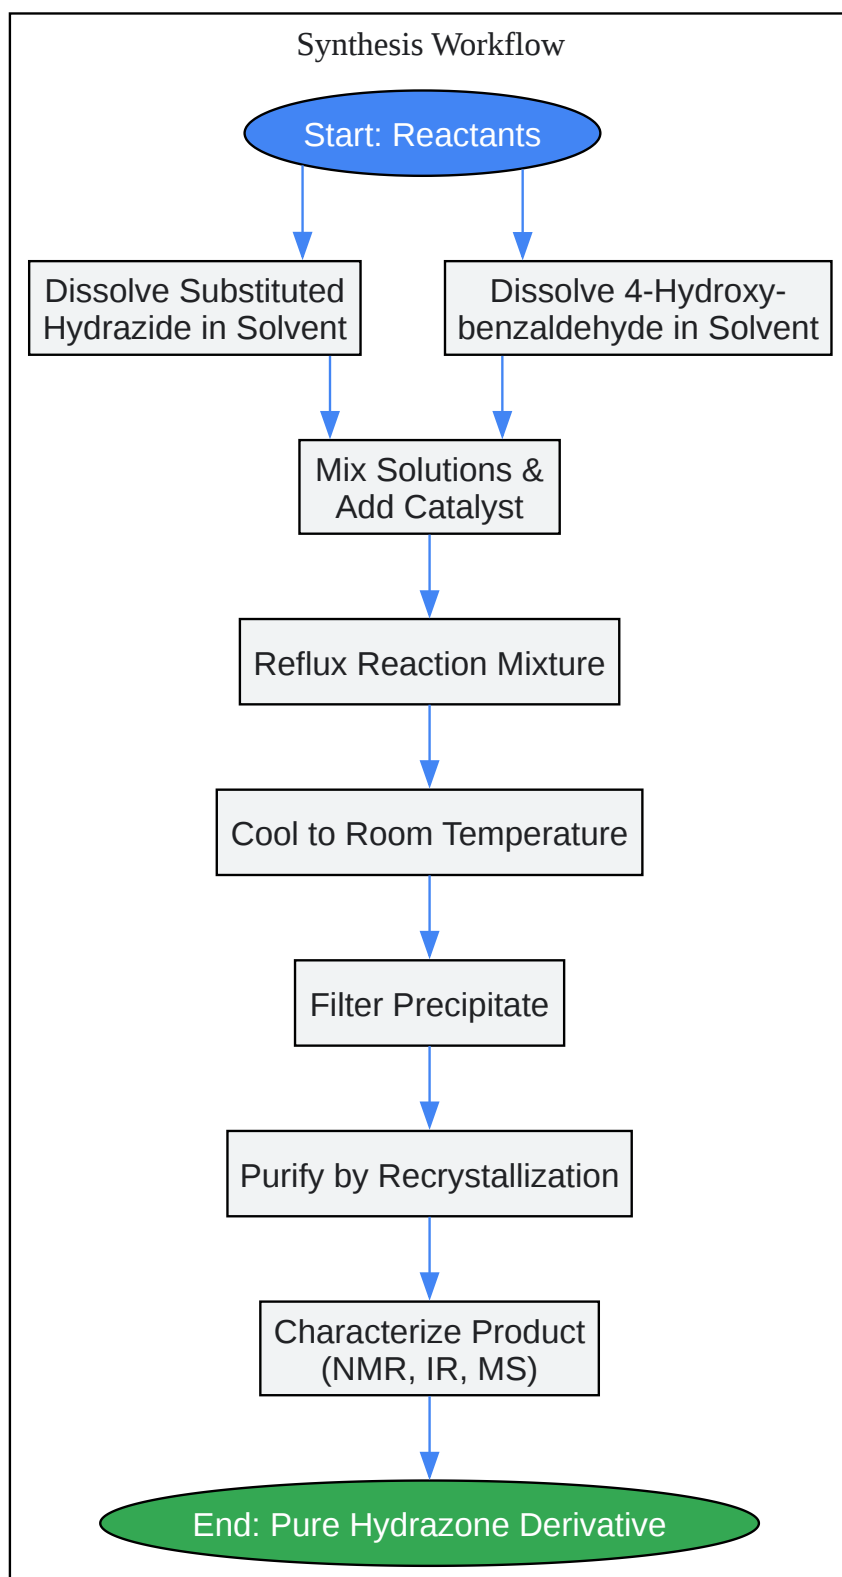 Synthesis Workflow
Start: Reactants
Dissolve Substituted
Hydrazide in Solvent
Dissolve 4-Hydroxy-
benzaldehyde in Solvent
Mix Solutions &
Add Catalyst
Reflux Reaction Mixture
Cool to Room Temperature
Filter Precipitate
Purify by Recrystallization
Characterize Product
(NMR, IR, MS)
End: Pure Hydrazone Derivative